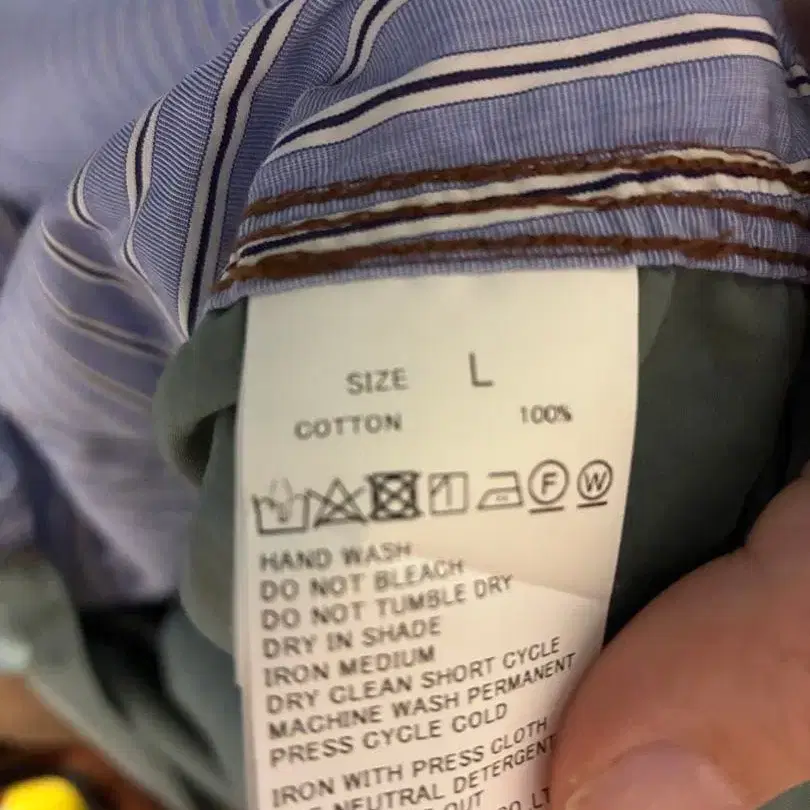 SIZE L
COTTON 100%
F W
HAND WASH
DO NOT BLEACH
DO NOT TUMBLE DRY
DRY IN SHADE
IRON MEDIUM
DRY CLEAN SHORT CYCLE
MACHINE WASH PERMANENT
PRESS CYCLE COLD
IRON WITH PRESS CLOTH
NEUTRAL DETERGENT
OUT